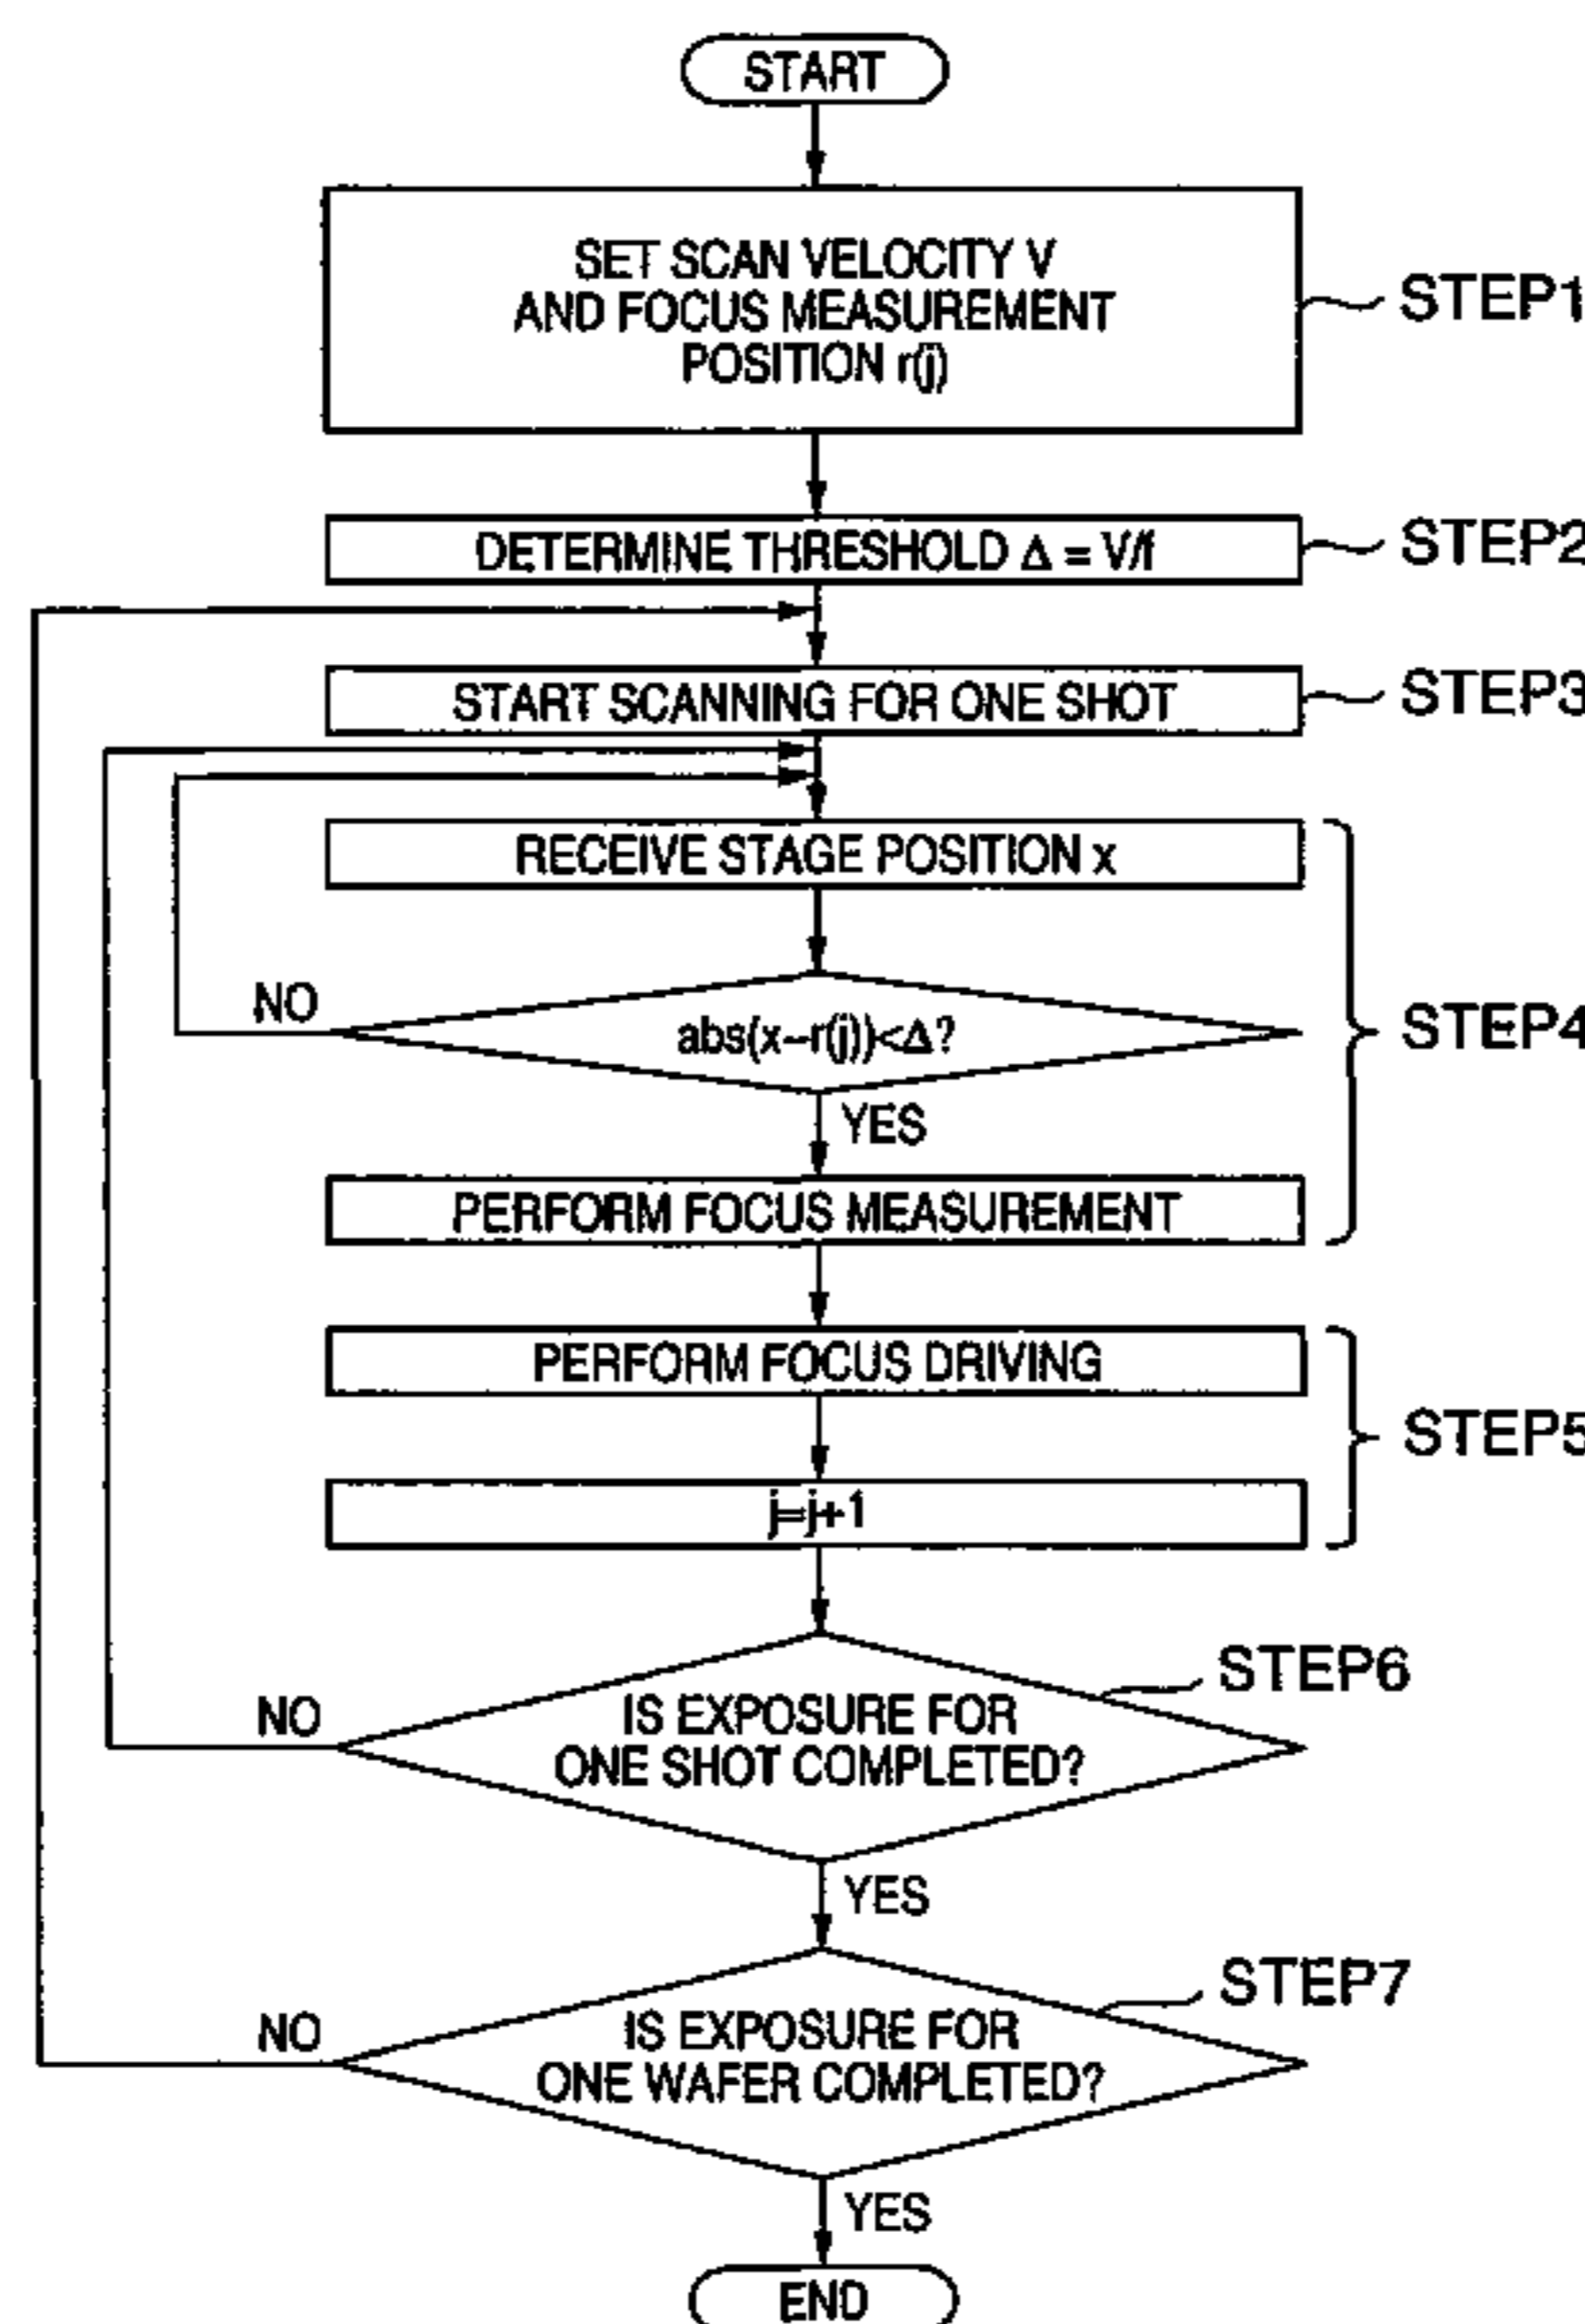 START
SET SCAN VELOCITY V
AND FOCUS MEASUREMENT
POSITION r(j)
STEP1
DETERMINE THRESHOLD Δ = V/f
STEP2
START SCANNING FOR ONE SHOT
STEP3
RECEIVE STAGE POSITION x
NO
abs(x–r(j))<Δ?
STEP4
YES
PERFORM FOCUS MEASUREMENT
PERFORM FOCUS DRIVING
STEP5
j=j+1
STEP6
NO
IS EXPOSURE FOR
ONE SHOT COMPLETED?
YES
STEP7
NO
IS EXPOSURE FOR
ONE WAFER COMPLETED?
YES
END